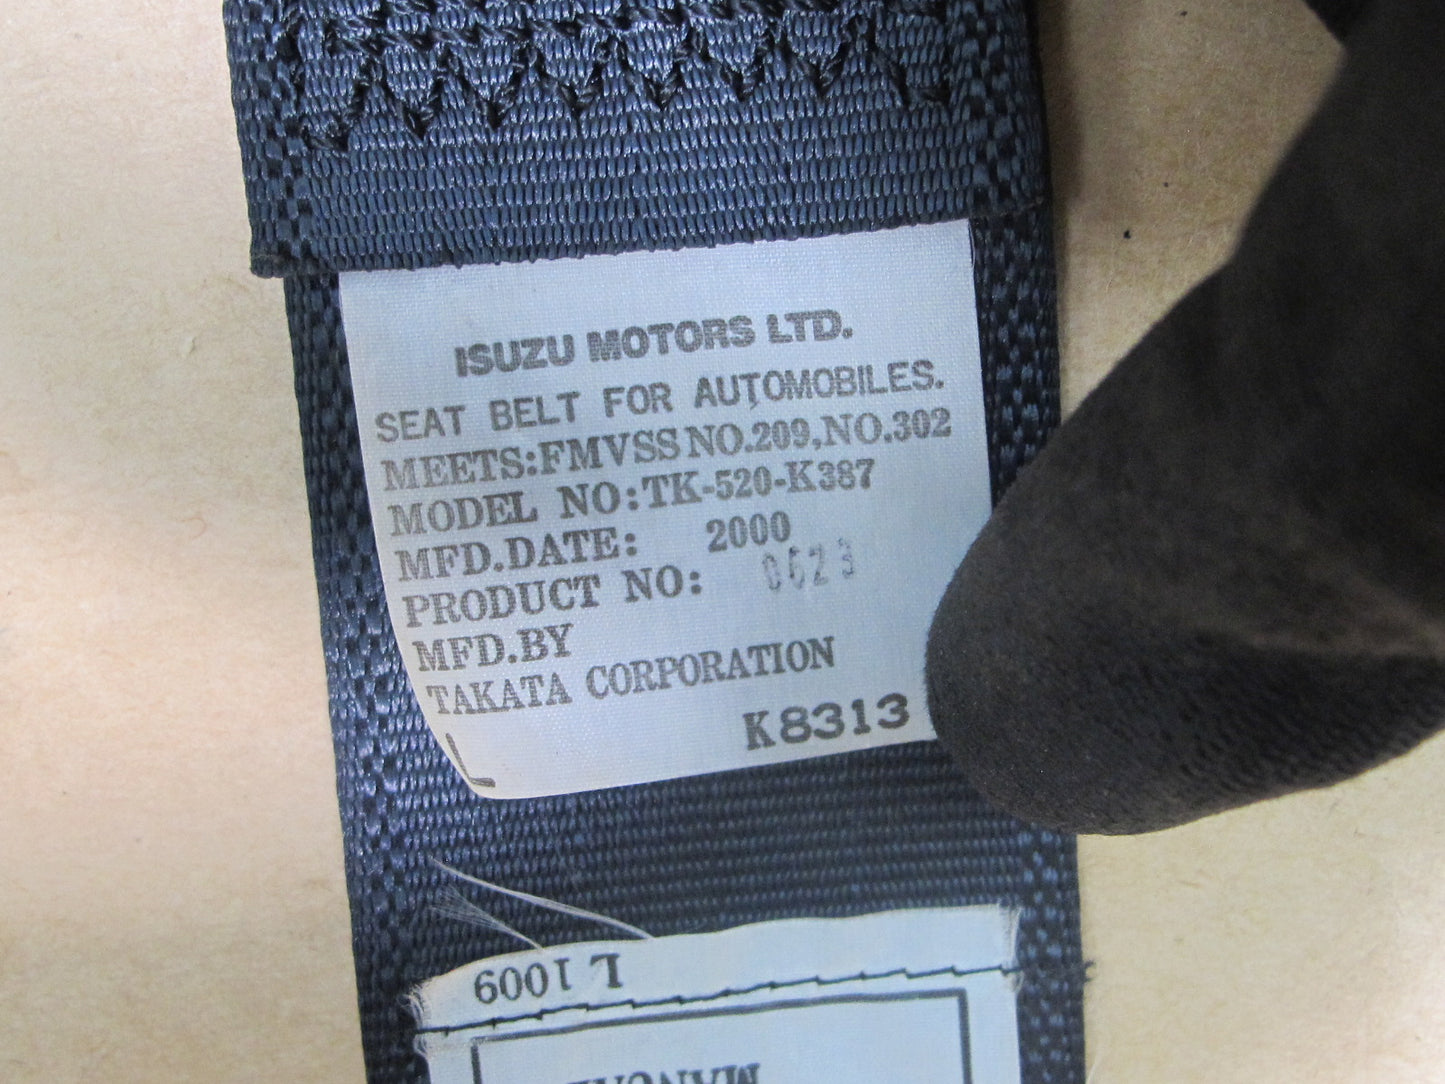 ISUZU MOTORS LTD.
SEAT BELT FOR AUTOMOBILES.
MEETS:FMVSS NO.209,NO.302
MODEL NO:TK-520-K387
MFD.DATE: 2000
PRODUCT NO: 0623
MFD.BY
TAKATA CORPORATION
K8313
L
L 1009